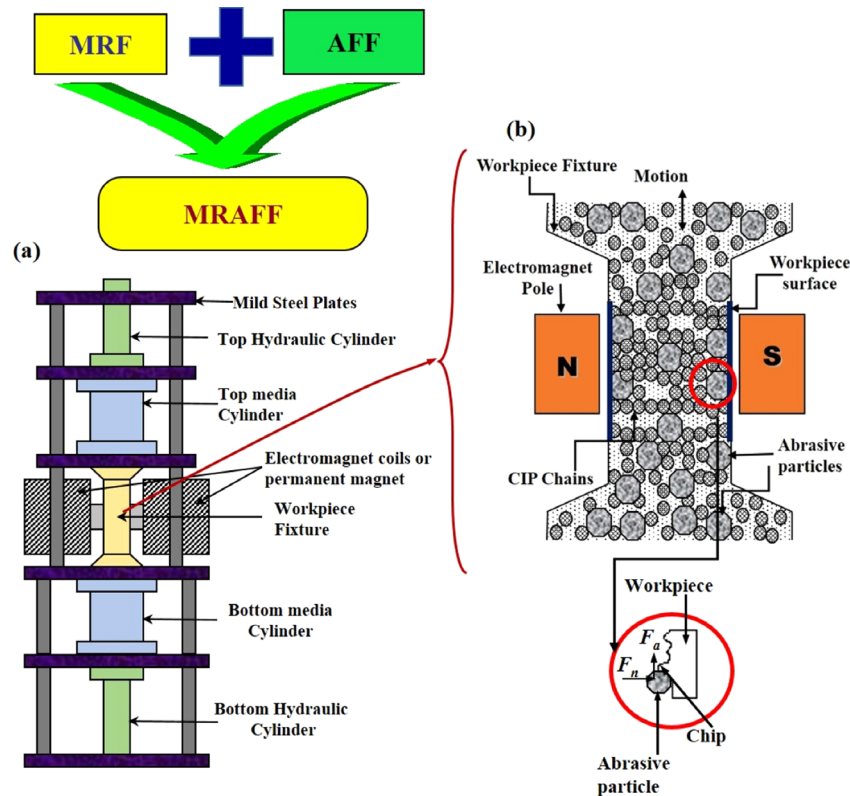 MRF
AFF
MRAFF
(a)
Mild Steel Plates
Top Hydraulic Cylinder
Top media
Cylinder
Electromagnet coils or
permanent magnet
Workpiece
Fixture
Bottom media
Cylinder
Bottom Hydraulic
Cylinder
(b)
Workpiece Fixture
Motion
Electromagnet
Pole
Workpiece
surface
N
S
CIP Chains
Abrasive
particles
Workpiece
Fa
Fn
Chip
Abrasive
particle